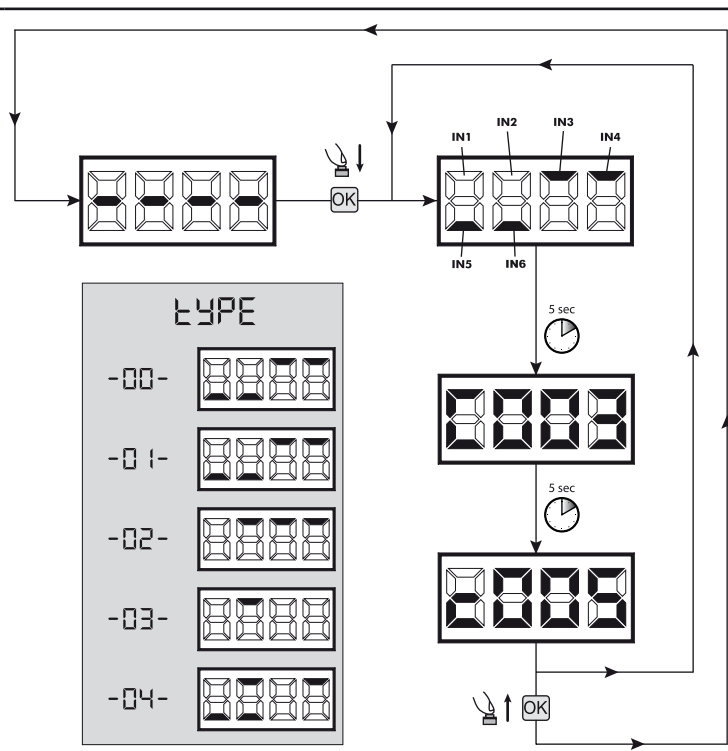 IN1 IN2 IN3 IN4
----
OK
IN5 IN6
tYPE
5 sec
-00-
C003
-01-
5 sec
-02-
c005
-03-
-04-
OK